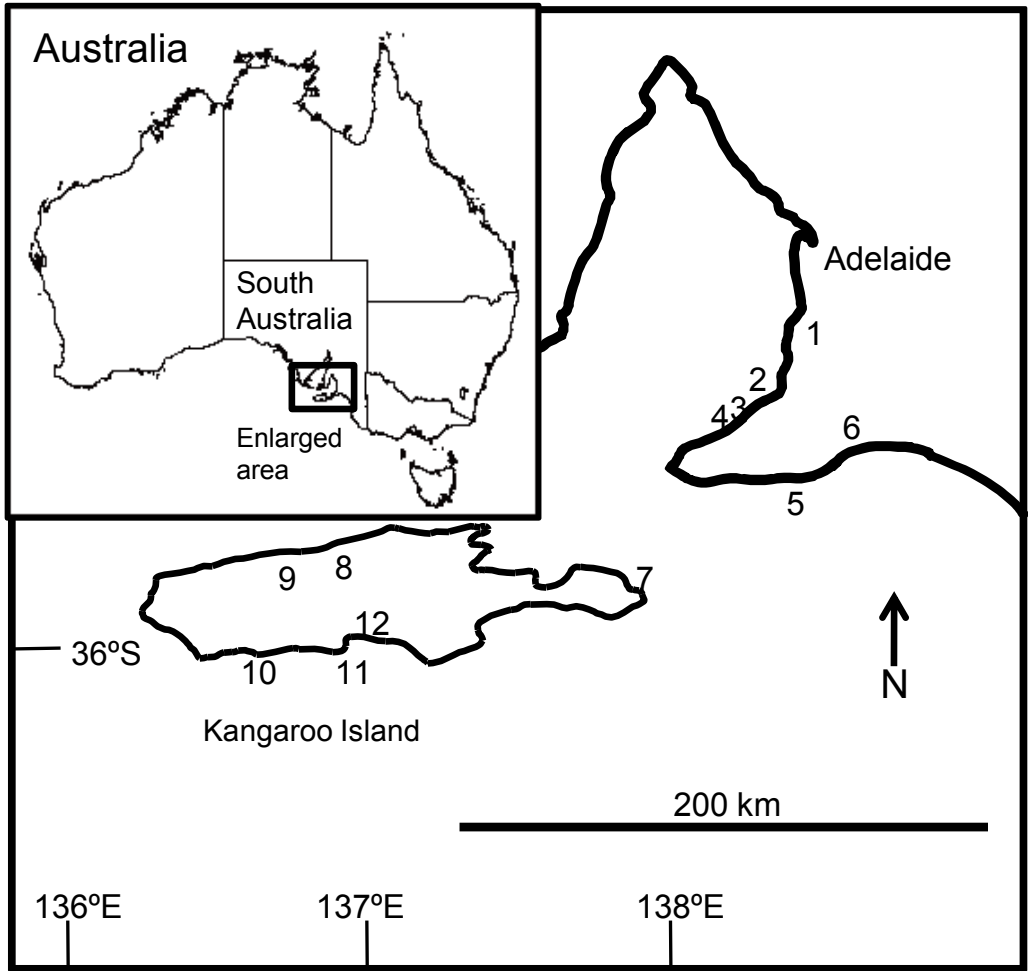 Australia
South
Australia
Enlarged
area
Adelaide
1
2
3
4
5
6
7
8
9
10
11
12
36ºS
Kangaroo Island
N
200 km
136ºE
137ºE
138ºE